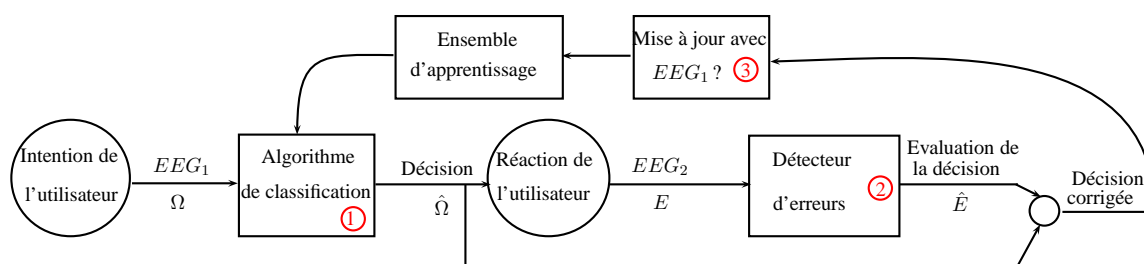 Ensemble
d'apprentissage
Mise à jour avec
EEG₁ ?
3
Intention de
l'utilisateur
EEG₁
Ω
Algorithme
de classification
1
Décision
Ω̂
Réaction de
l'utilisateur
EEG₂
E
Détecteur
d'erreurs
2
Evaluation de
la décision
Ê
Décision
corrigée